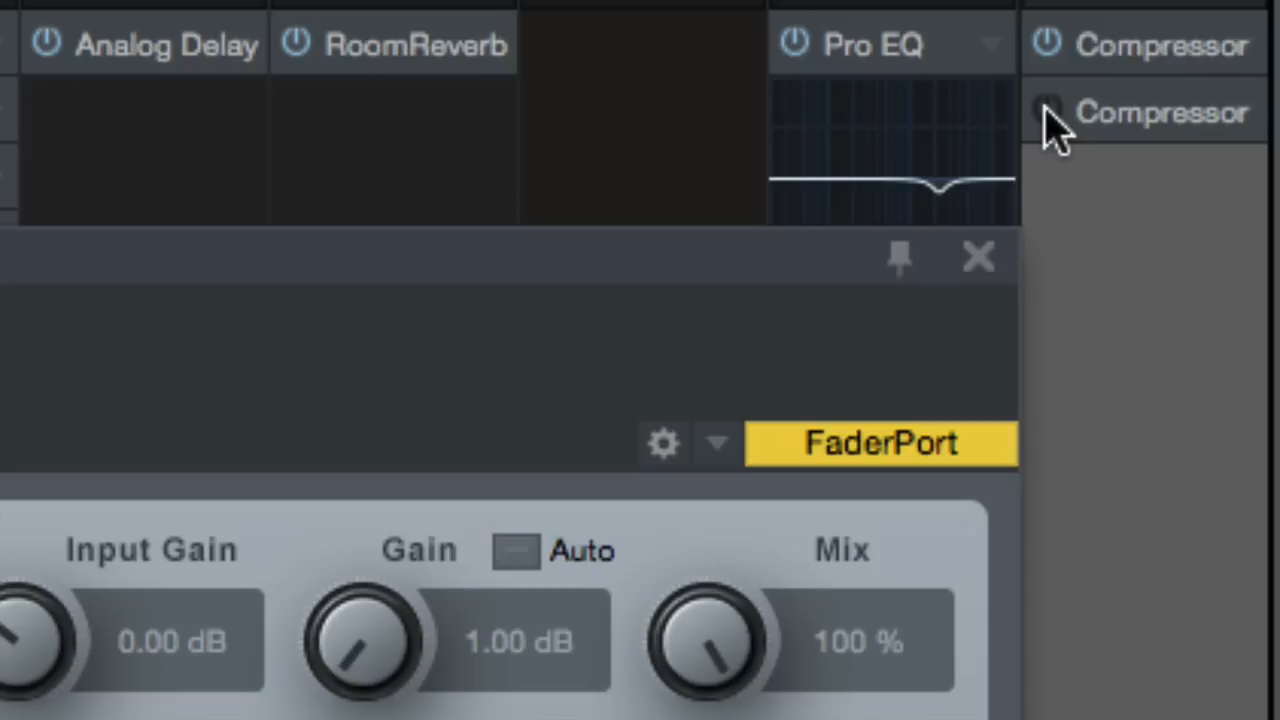 Analog Delay RoomReverb Pro EQ Compressor
Compressor
FaderPort
Input Gain Gain Auto Mix
0.00 dB 1.00 dB 100 %